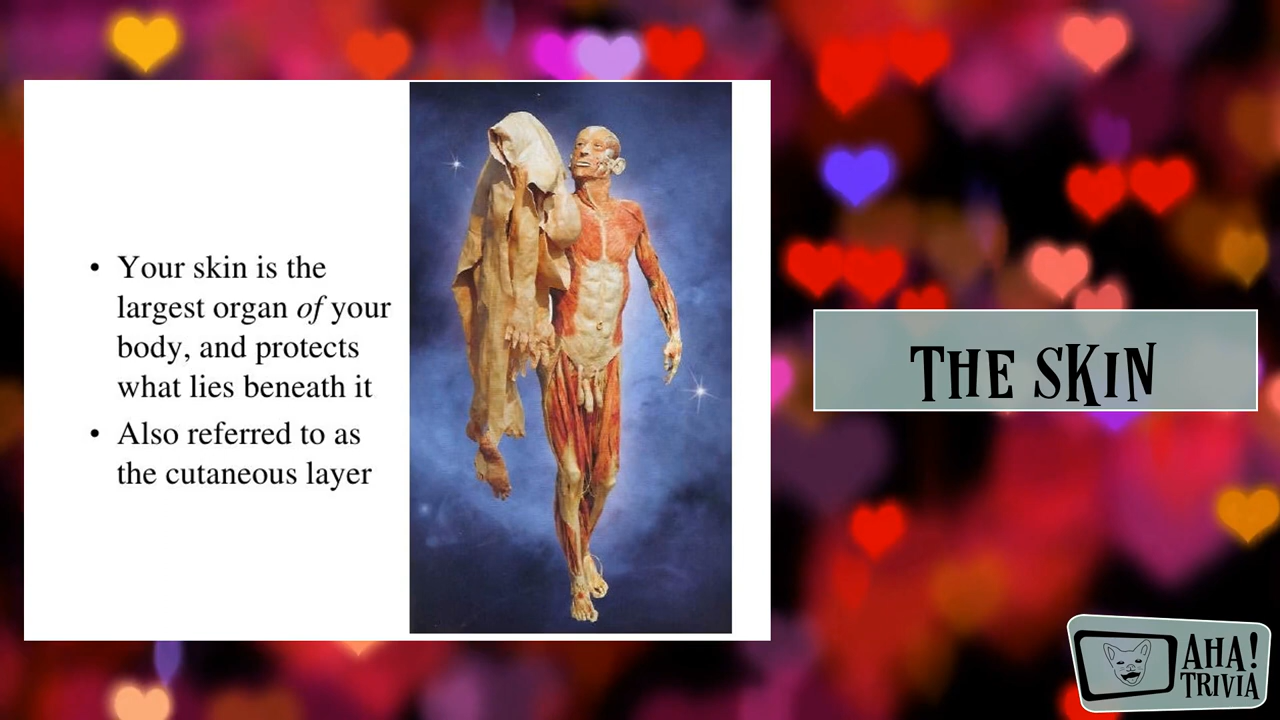 • Your skin is the
largest organ of your
body, and protects
what lies beneath it
• Also referred to as
the cutaneous layer
THE SKIN
AHA!
TRIVIA